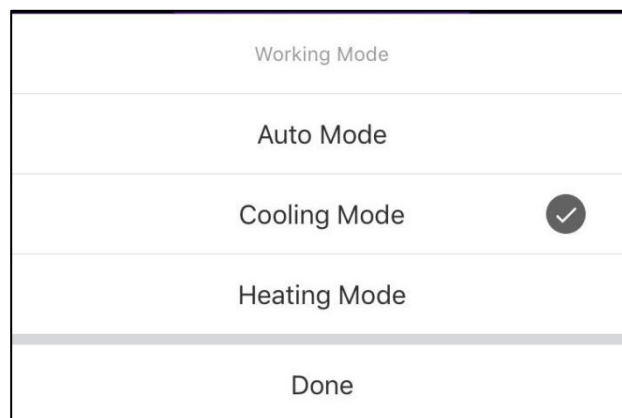 Working Mode
Auto Mode
Cooling Mode
Heating Mode
Done